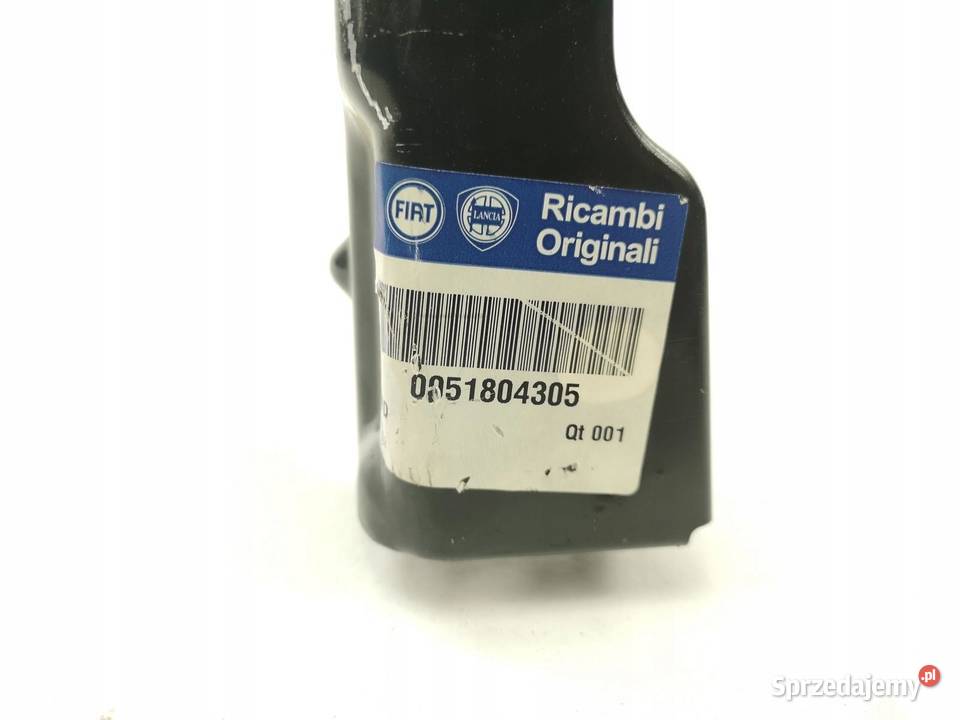 FIAT
LANCIA
Ricambi
Originali
0051804305
Qt 001
Sprzedajemy.pl